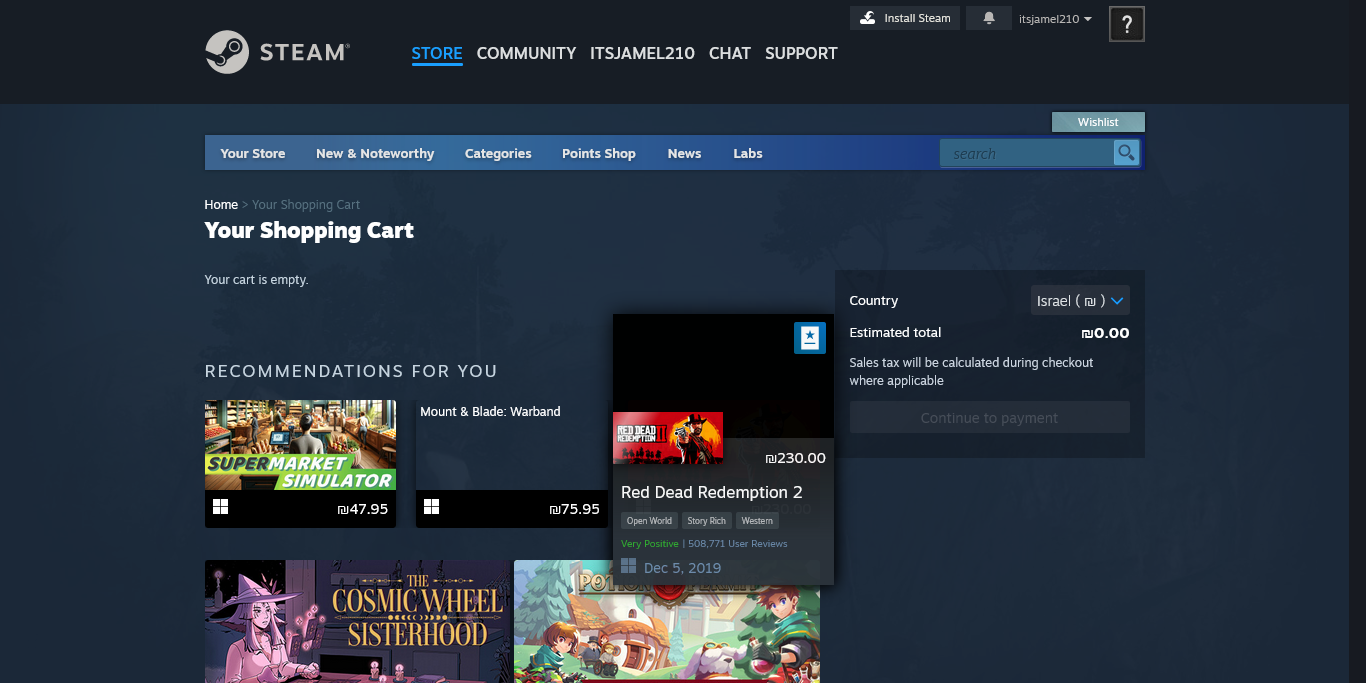 Install Steam
itsjamel210
?
STEAM®
STORE COMMUNITY ITSJAMEL210 CHAT SUPPORT
Wishlist
Your Store New & Noteworthy Categories Points Shop News Labs
search
Home > Your Shopping Cart
Your Shopping Cart
Your cart is empty.
Country
Israel ( ₪ )
Estimated total
₪0.00
Sales tax will be calculated during checkout
where applicable
Continue to payment
RECOMMENDATIONS FOR YOU
SUPERMARKET
SIMULATOR
₪47.95
Mount & Blade: Warband
₪75.95
RED DEAD
REDEMPTION II
₪230.00
Red Dead Redemption 2
Open World Story Rich Western
Very Positive | 508,771 User Reviews
Dec 5, 2019
THE
COSMIC WHEEL
SISTERHOOD
POTION PERMIT